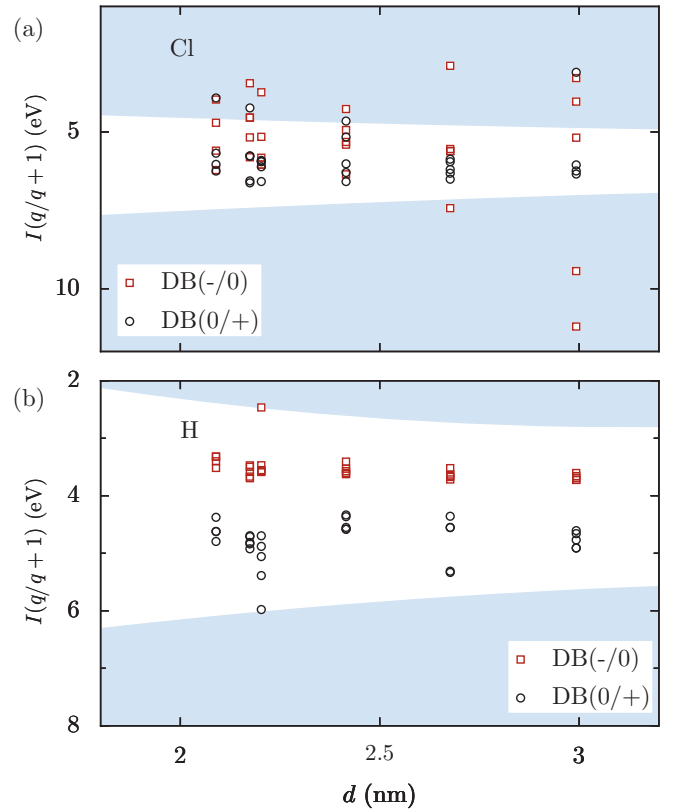 (a)
Cl
5
I(q/q + 1) (eV)
10
DB(-/0)
DB(0/+)
(b)
2
H
4
I(q/q + 1) (eV)
6
DB(-/0)
DB(0/+)
8
2
2.5
3
d (nm)